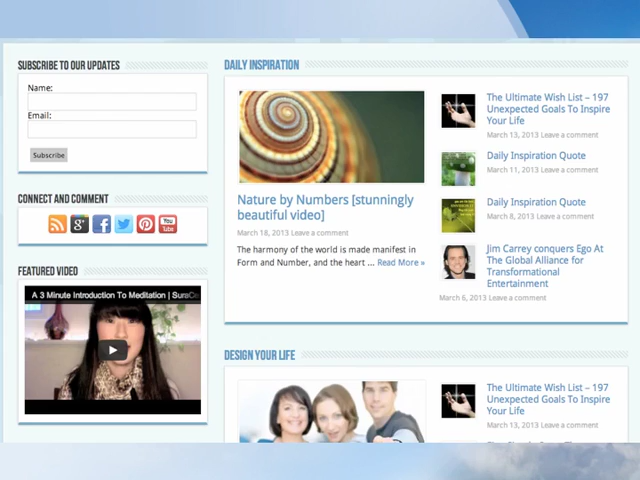 SUBSCRIBE TO OUR UPDATES
Name:
Email:
Subscribe
CONNECT AND COMMENT
g+
You
Tube
FEATURED VIDEO
A 3 Minute Introduction To Meditation | SuraCe
DAILY INSPIRATION
Nature by Numbers [stunningly
beautiful video]
March 18, 2013 Leave a comment
The harmony of the world is made manifest in
Form and Number, and the heart ... Read More »
The Ultimate Wish List – 197
Unexpected Goals To Inspire
Your Life
March 13, 2013 Leave a comment
Daily Inspiration Quote
March 11, 2013 Leave a comment
Daily Inspiration Quote
March 8, 2013 Leave a comment
Jim Carrey conquers Ego At
The Global Alliance for
Transformational
Entertainment
March 6, 2013 Leave a comment
DESIGN YOUR LIFE
The Ultimate Wish List – 197
Unexpected Goals To Inspire
Your Life
March 13, 2013 Leave a comment